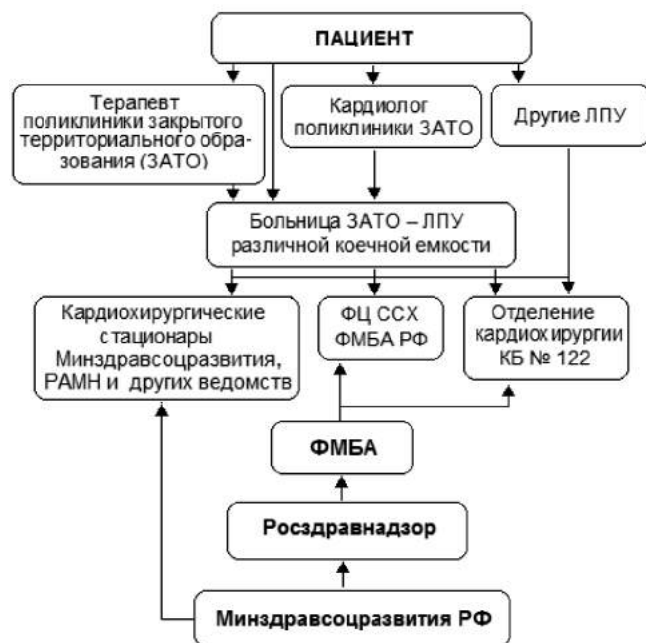 ПАЦИЕНТ
Терапевт
поликлиники закрытого
территориального обра-
зования (ЗАТО)
Кардиолог
поликлиники ЗАТО
Другие ЛПУ
Больница ЗАТО – ЛПУ
различной коечной емкости
Кардиохирургические
стационары
Минздравсоцразвития,
РАМН и других ведомств
ФЦ ССХ
ФМБА РФ
Отделение
кардиохирургии
КБ № 122
ФМБА
Росздравнадзор
Минздравсоцразвития РФ